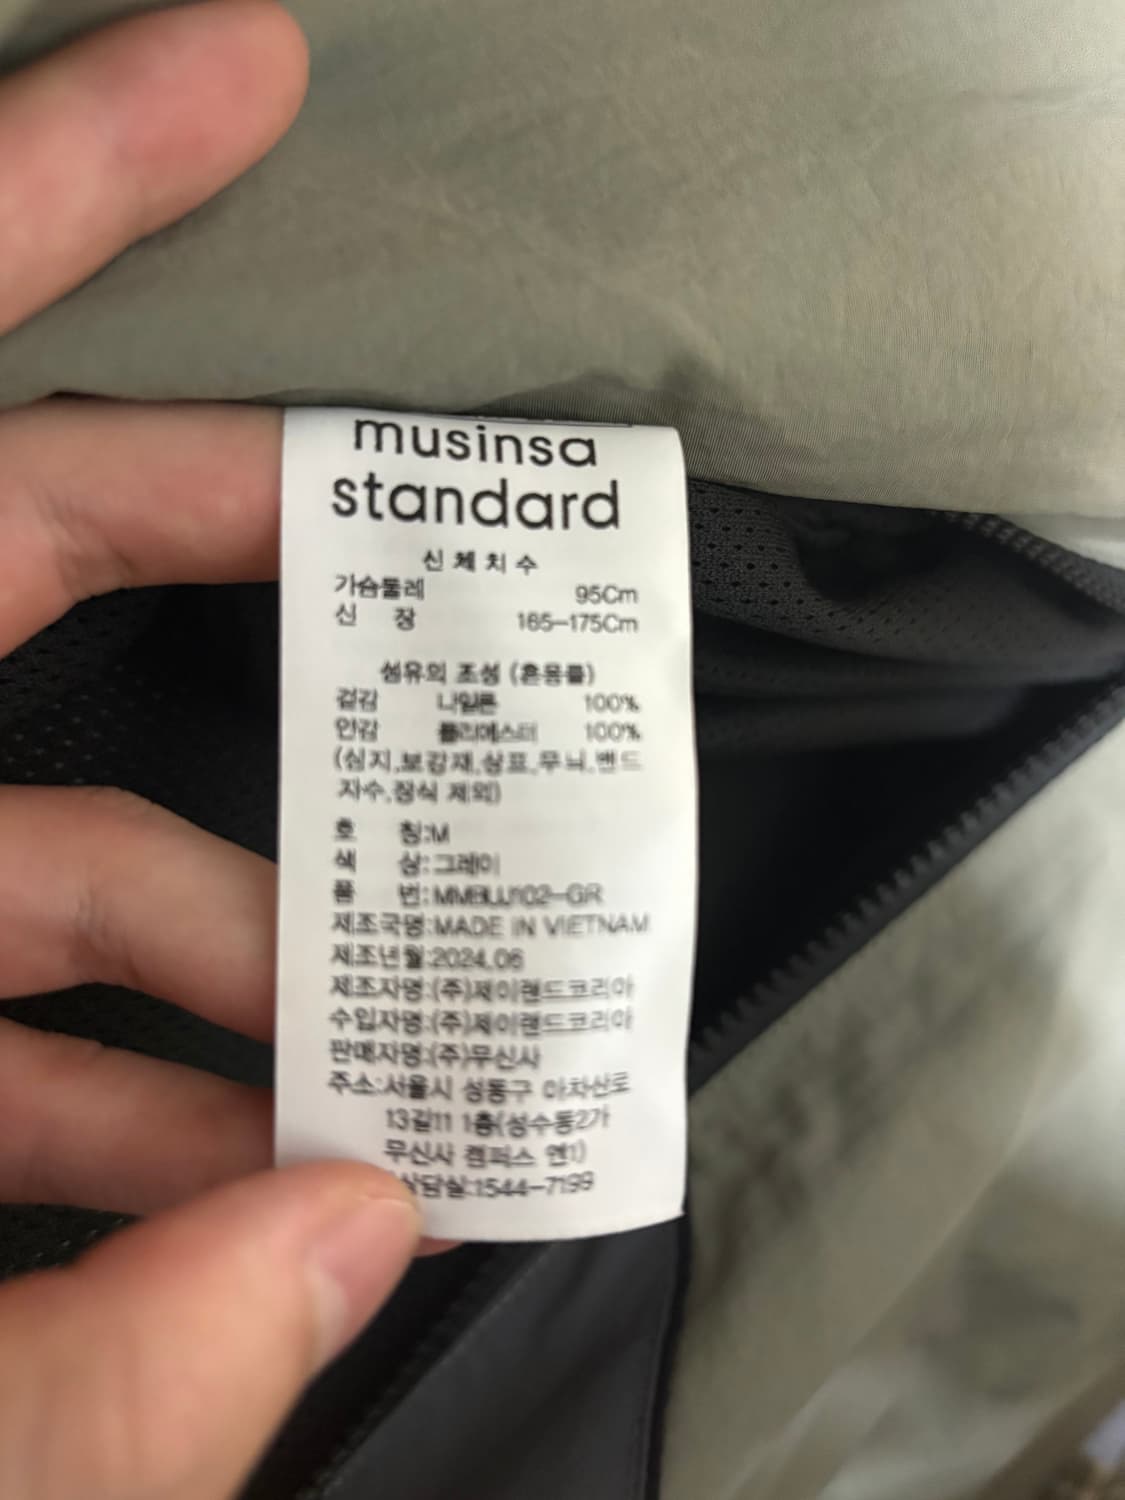 musinsa
standard
신체치수
가슴둘레 95Cm
신 장 165-175Cm
섬유의 조성 (혼용률)
겉감 나일론 100%
안감 폴리에스터 100%
(심지,보강재,상표,무늬,밴드
자수,장식 제외)
호 칭:M
색 상:그레이
품 번:
제조국명:MADE IN VIETNAM
제조년월:2024.06
제조자명:(주)제이랜드코리아
수입자명:(주)제이랜드코리아
판매자명:(주)무신사
주소:서울시 성동구 아차산로
13길11 1층(성수동2가
무신사 캠퍼스 엔1)
상담실:1544-7199